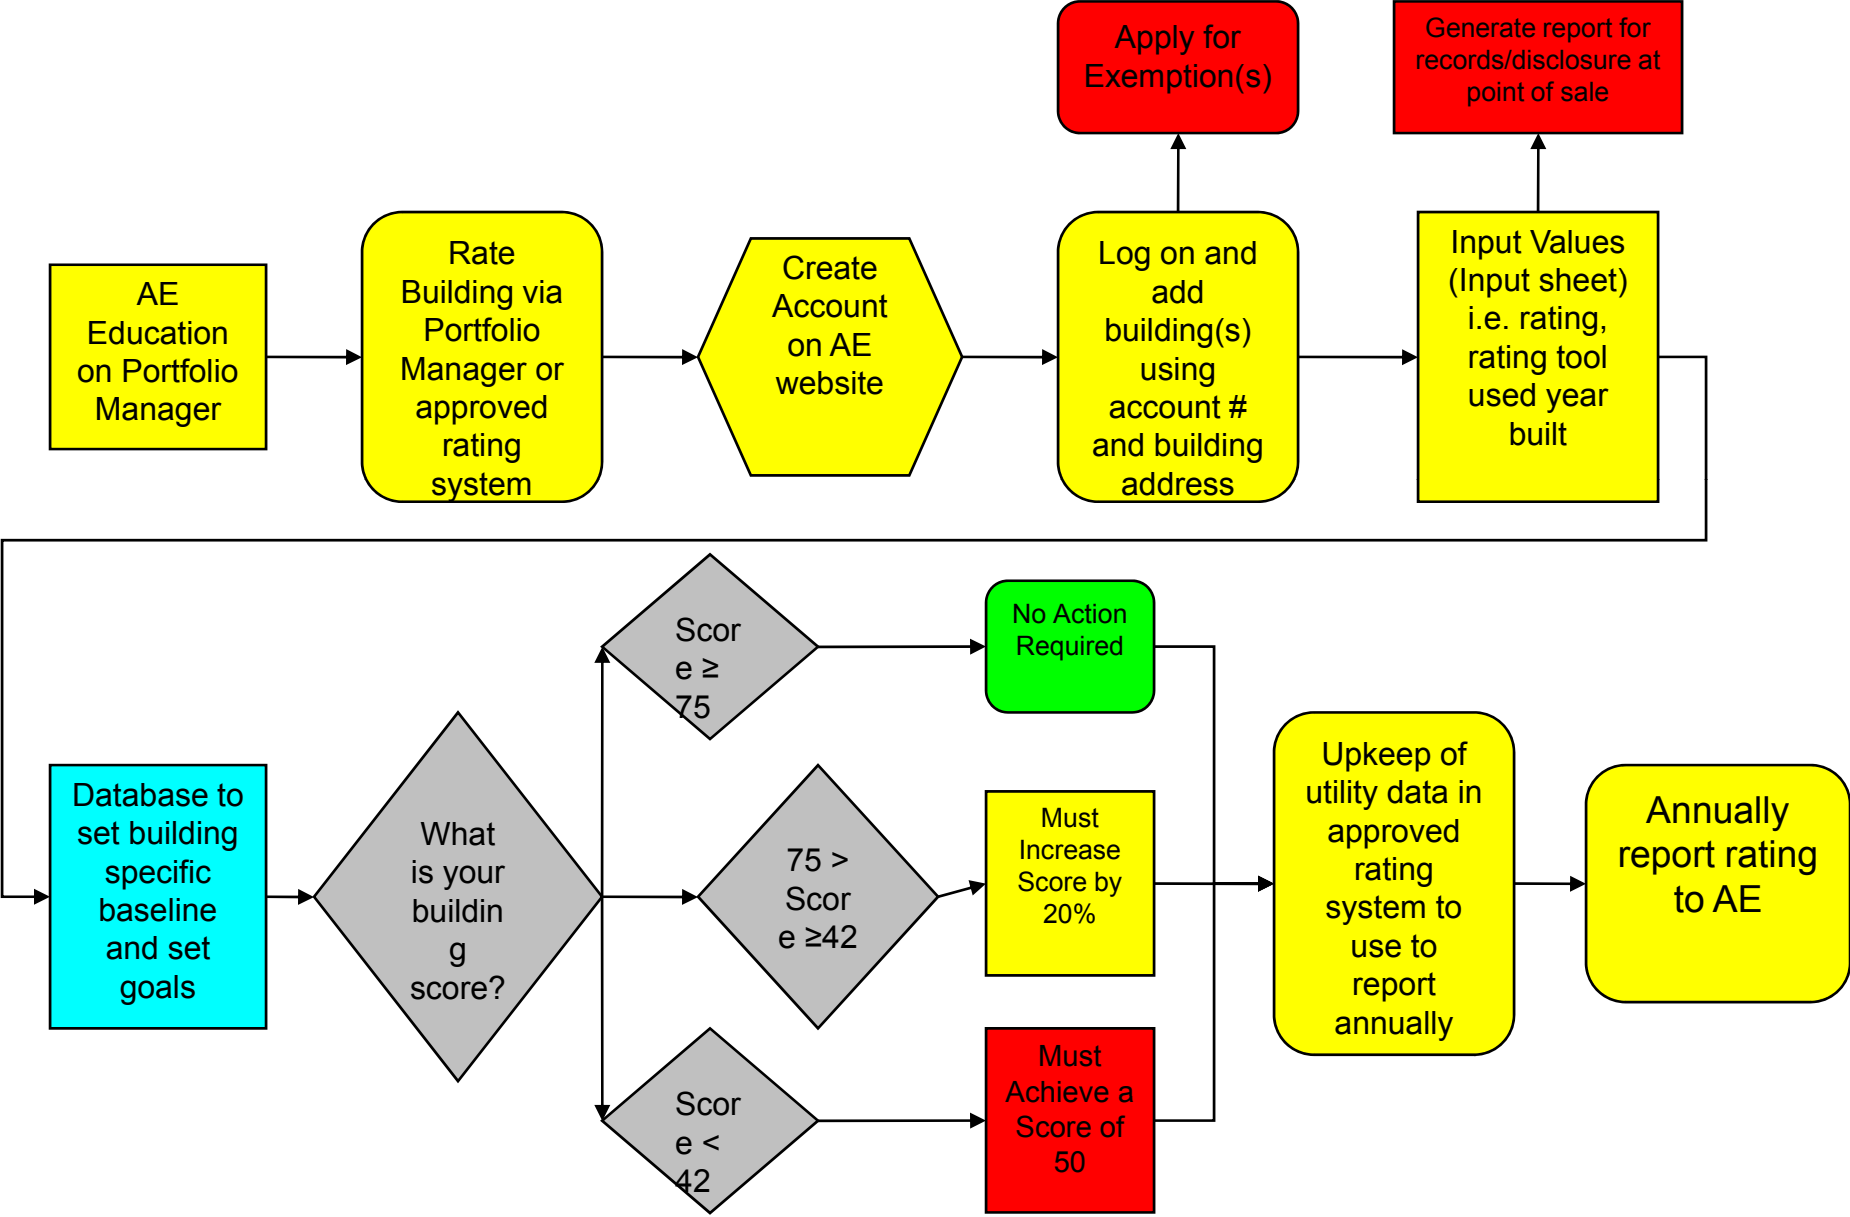 Apply for
Exemption(s)
Generate report for
records/disclosure at
point of sale
AE
Education
on Portfolio
Manager
Rate
Building via
Portfolio
Manager or
approved
rating
system
Create
Account
on AE
website
Log on and
add
building(s)
using
account #
and building
address
Input Values
(Input sheet)
i.e. rating,
rating tool
used year
built
Database to
set building
specific
baseline
and set
goals
What
is your
buildin
g
score?
Scor
e ≥
75
No Action
Required
75 >
Scor
e ≥42
Must
Increase
Score by
20%
Scor
e <
42
Must
Achieve a
Score of
50
Upkeep of
utility data in
approved
rating
system to
use to
report
annually
Annually
report rating
to AE